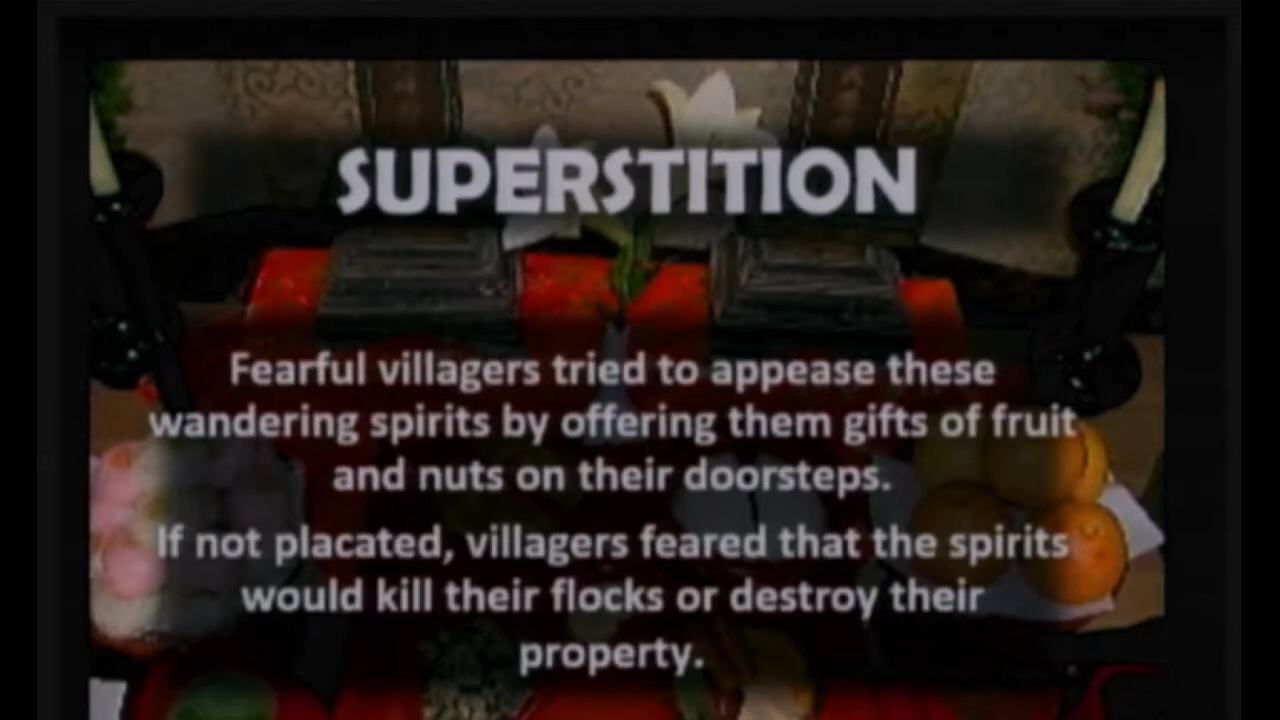 SUPERSTITION
Fearful villagers tried to appease these
wandering spirits by offering them gifts of fruit
and nuts on their doorsteps.
If not placated, villagers feared that the spirits
would kill their flocks or destroy their
property.